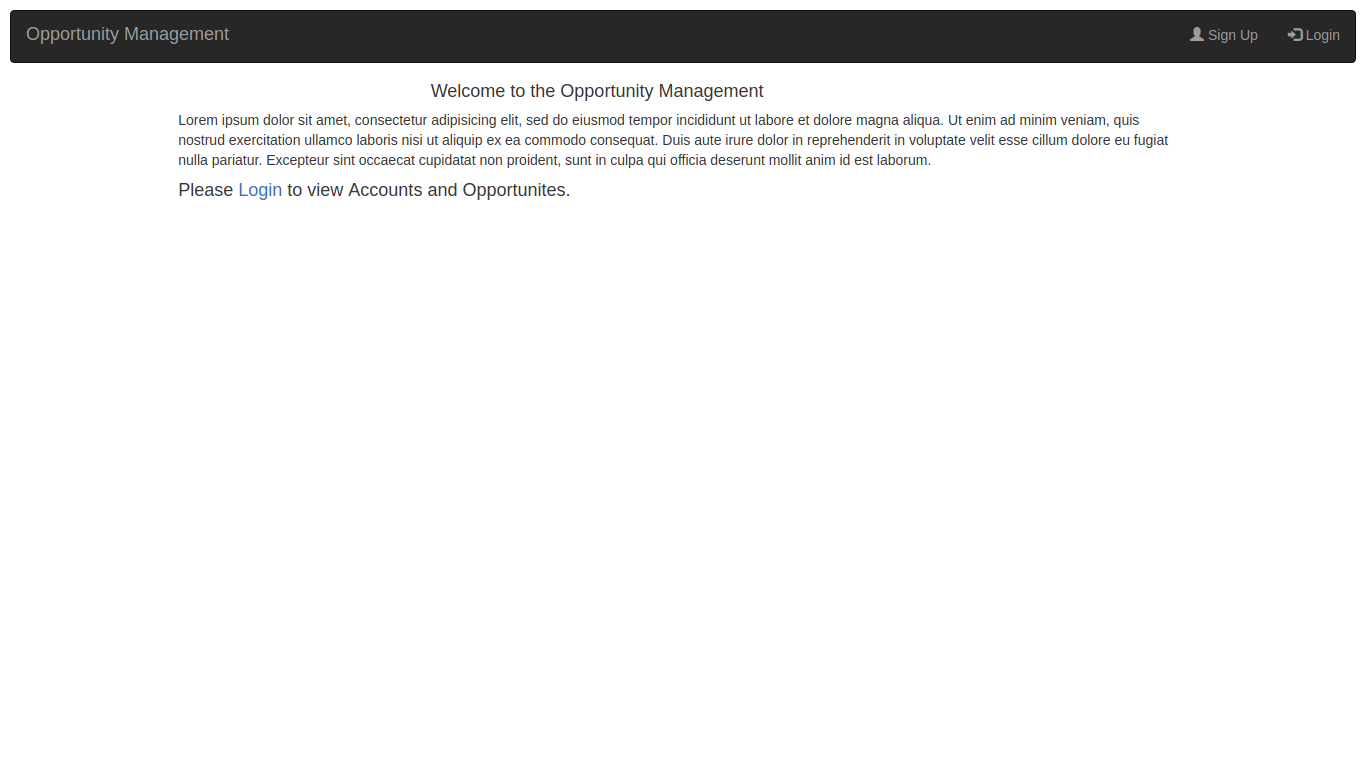 Opportunity Management
Sign Up
Login
Welcome to the Opportunity Management
Lorem ipsum dolor sit amet, consectetur adipisicing elit, sed do eiusmod tempor incididunt ut labore et dolore magna aliqua. Ut enim ad minim veniam, quis
nostrud exercitation ullamco laboris nisi ut aliquip ex ea commodo consequat. Duis aute irure dolor in reprehenderit in voluptate velit esse cillum dolore eu fugiat
nulla pariatur. Excepteur sint occaecat cupidatat non proident, sunt in culpa qui officia deserunt mollit anim id est laborum.
Please Login to view Accounts and Opportunites.